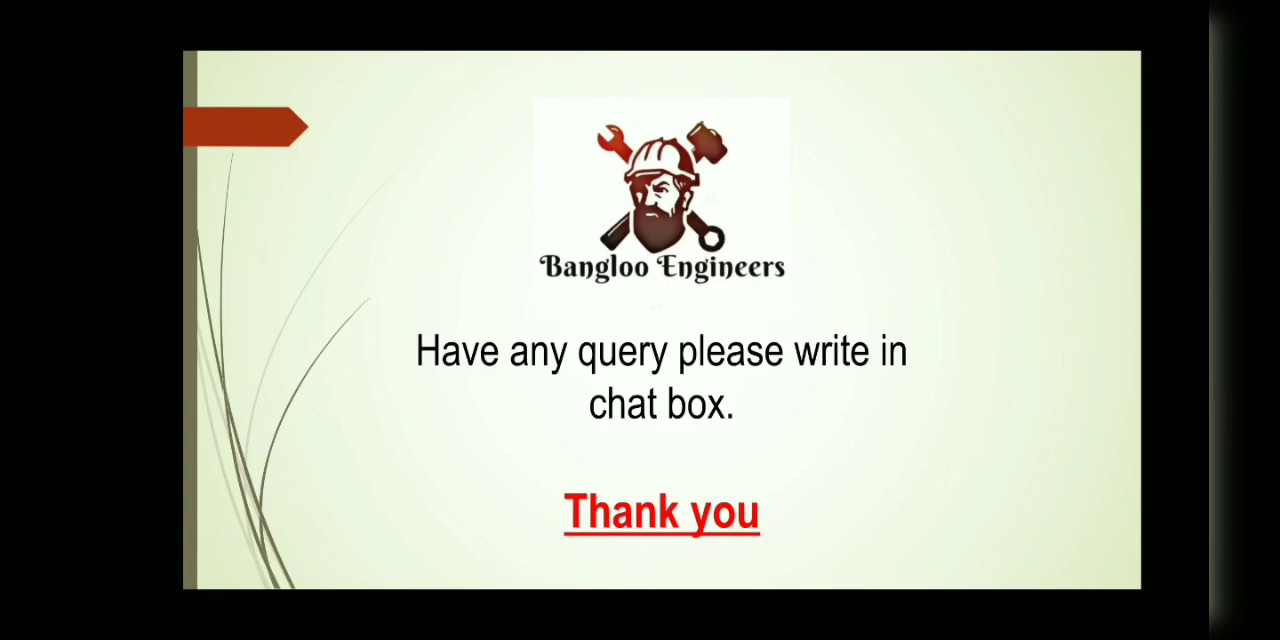 Bangloo Engineers
Have any query please write in
chat box.
Thank you